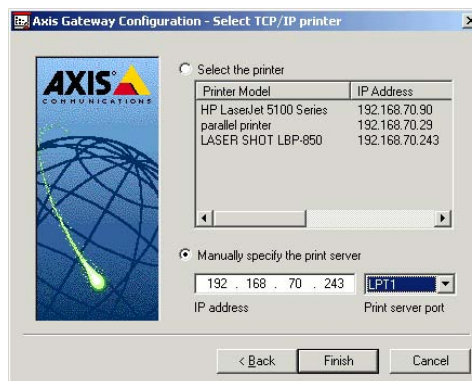 Axis Gateway Configuration - Select TCP/IP printer
AXIS
COMMUNICATIONS
Select the printer
Printer Model IP Address
HP LaserJet 5100 Series 192.168.70.90
parallel printer 192.168.70.29
LASER SHOT LBP-850 192.168.70.243
Manually specify the print server
192 . 168 . 70 . 243 LPT1
IP address Print server port
< Back Finish Cancel